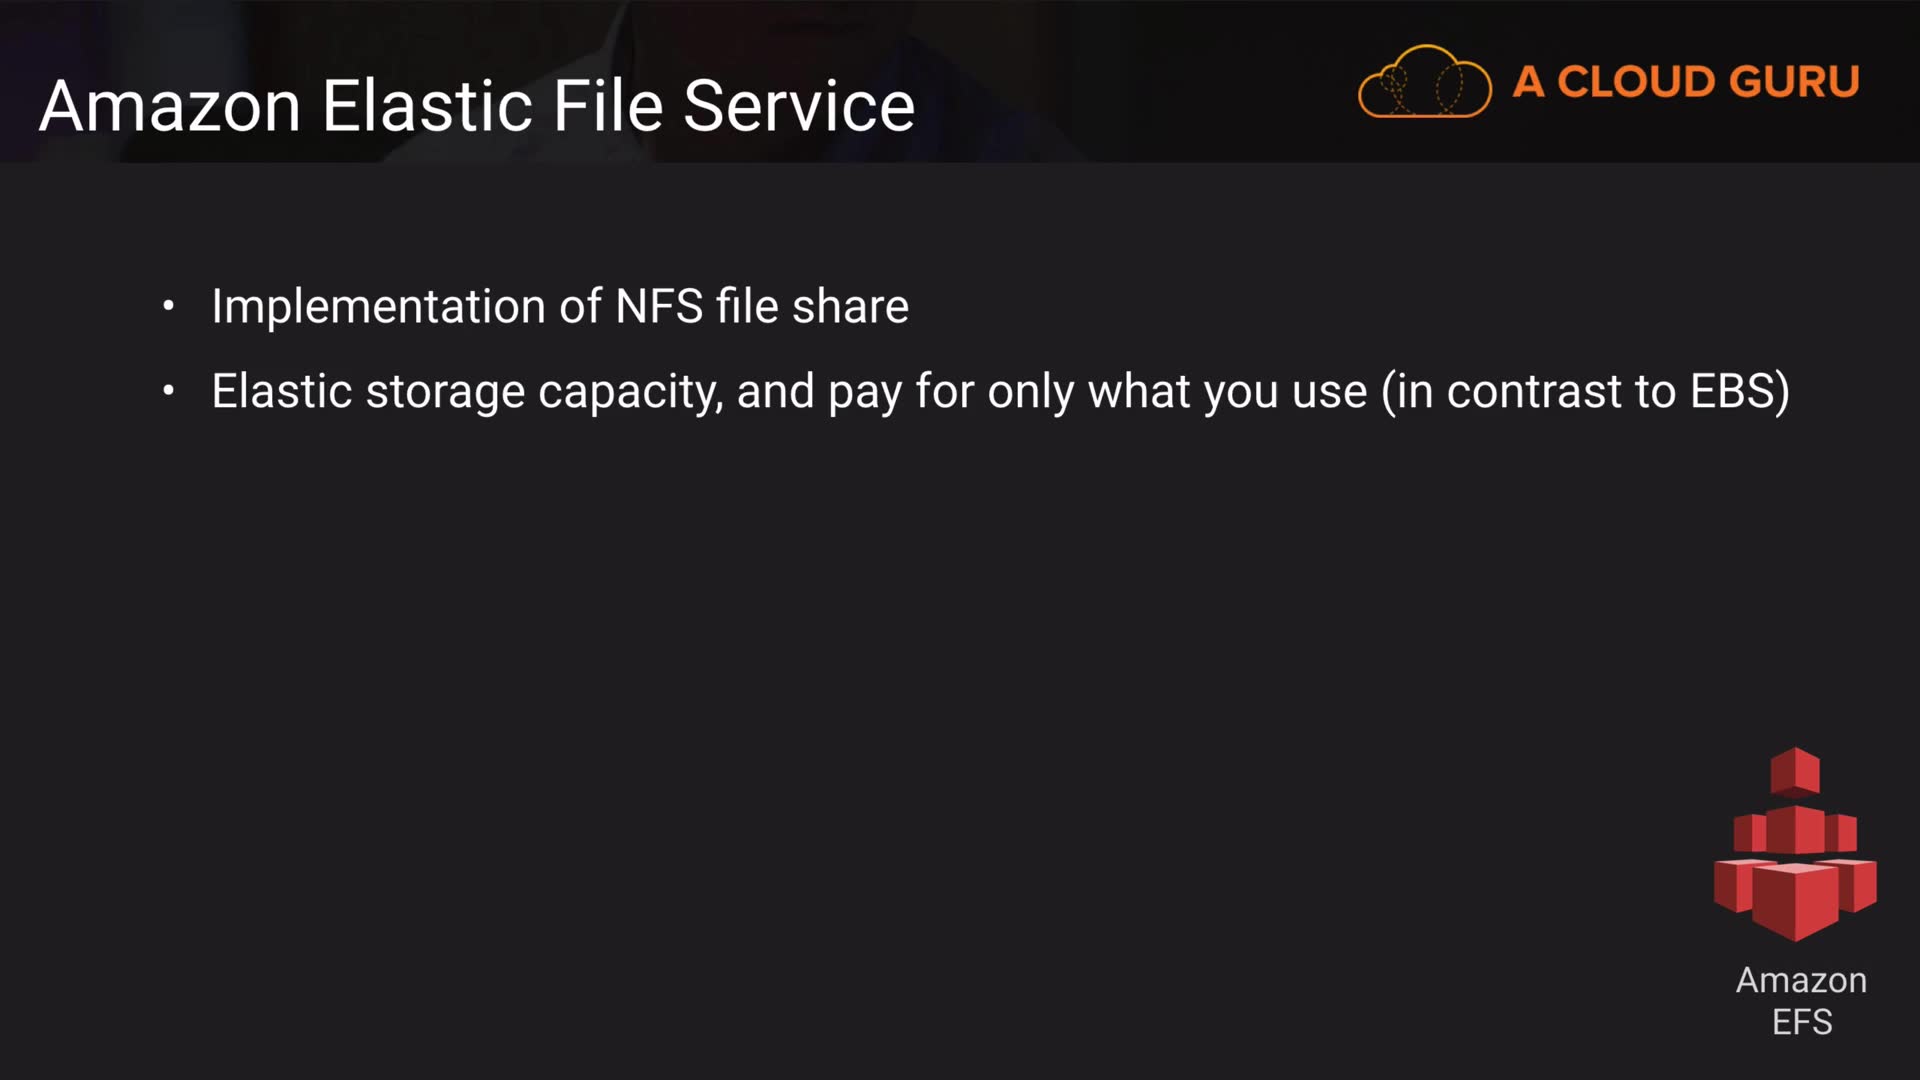 Amazon Elastic File Service
A CLOUD GURU
• Implementation of NFS file share
• Elastic storage capacity, and pay for only what you use (in contrast to EBS)
Amazon
EFS